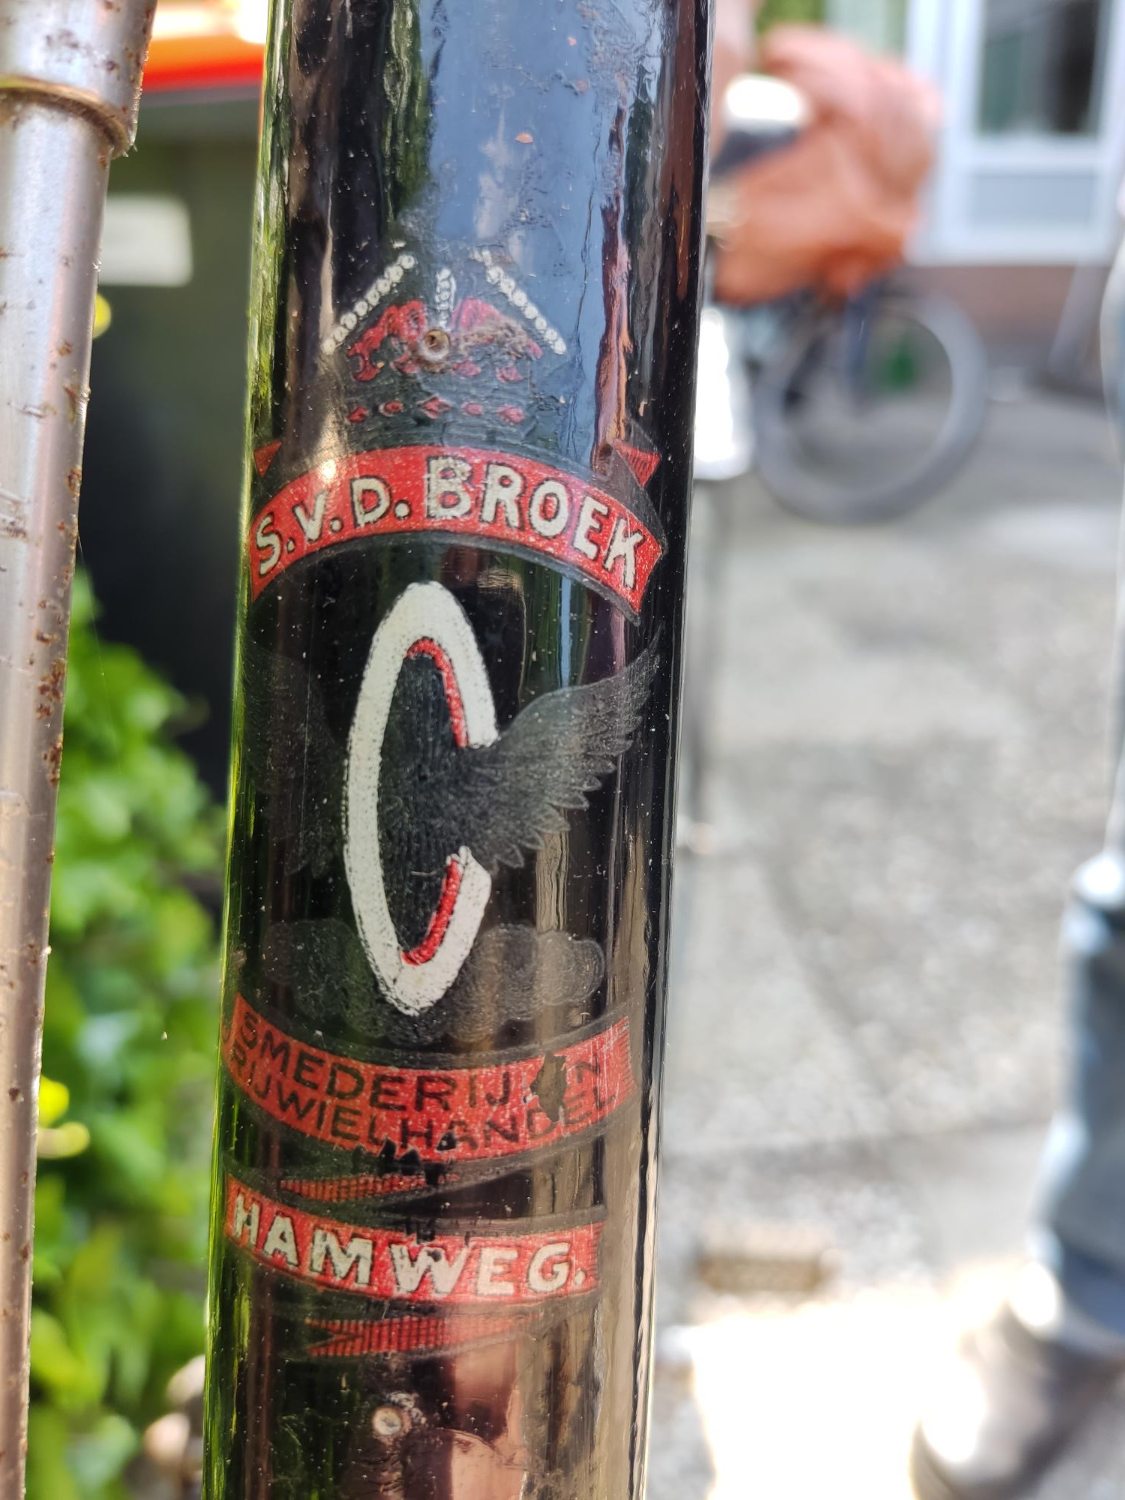 S.V.D. BROEK
C
SMEDERIJ EN
RIJWIELHANDEL
HAMWEG.